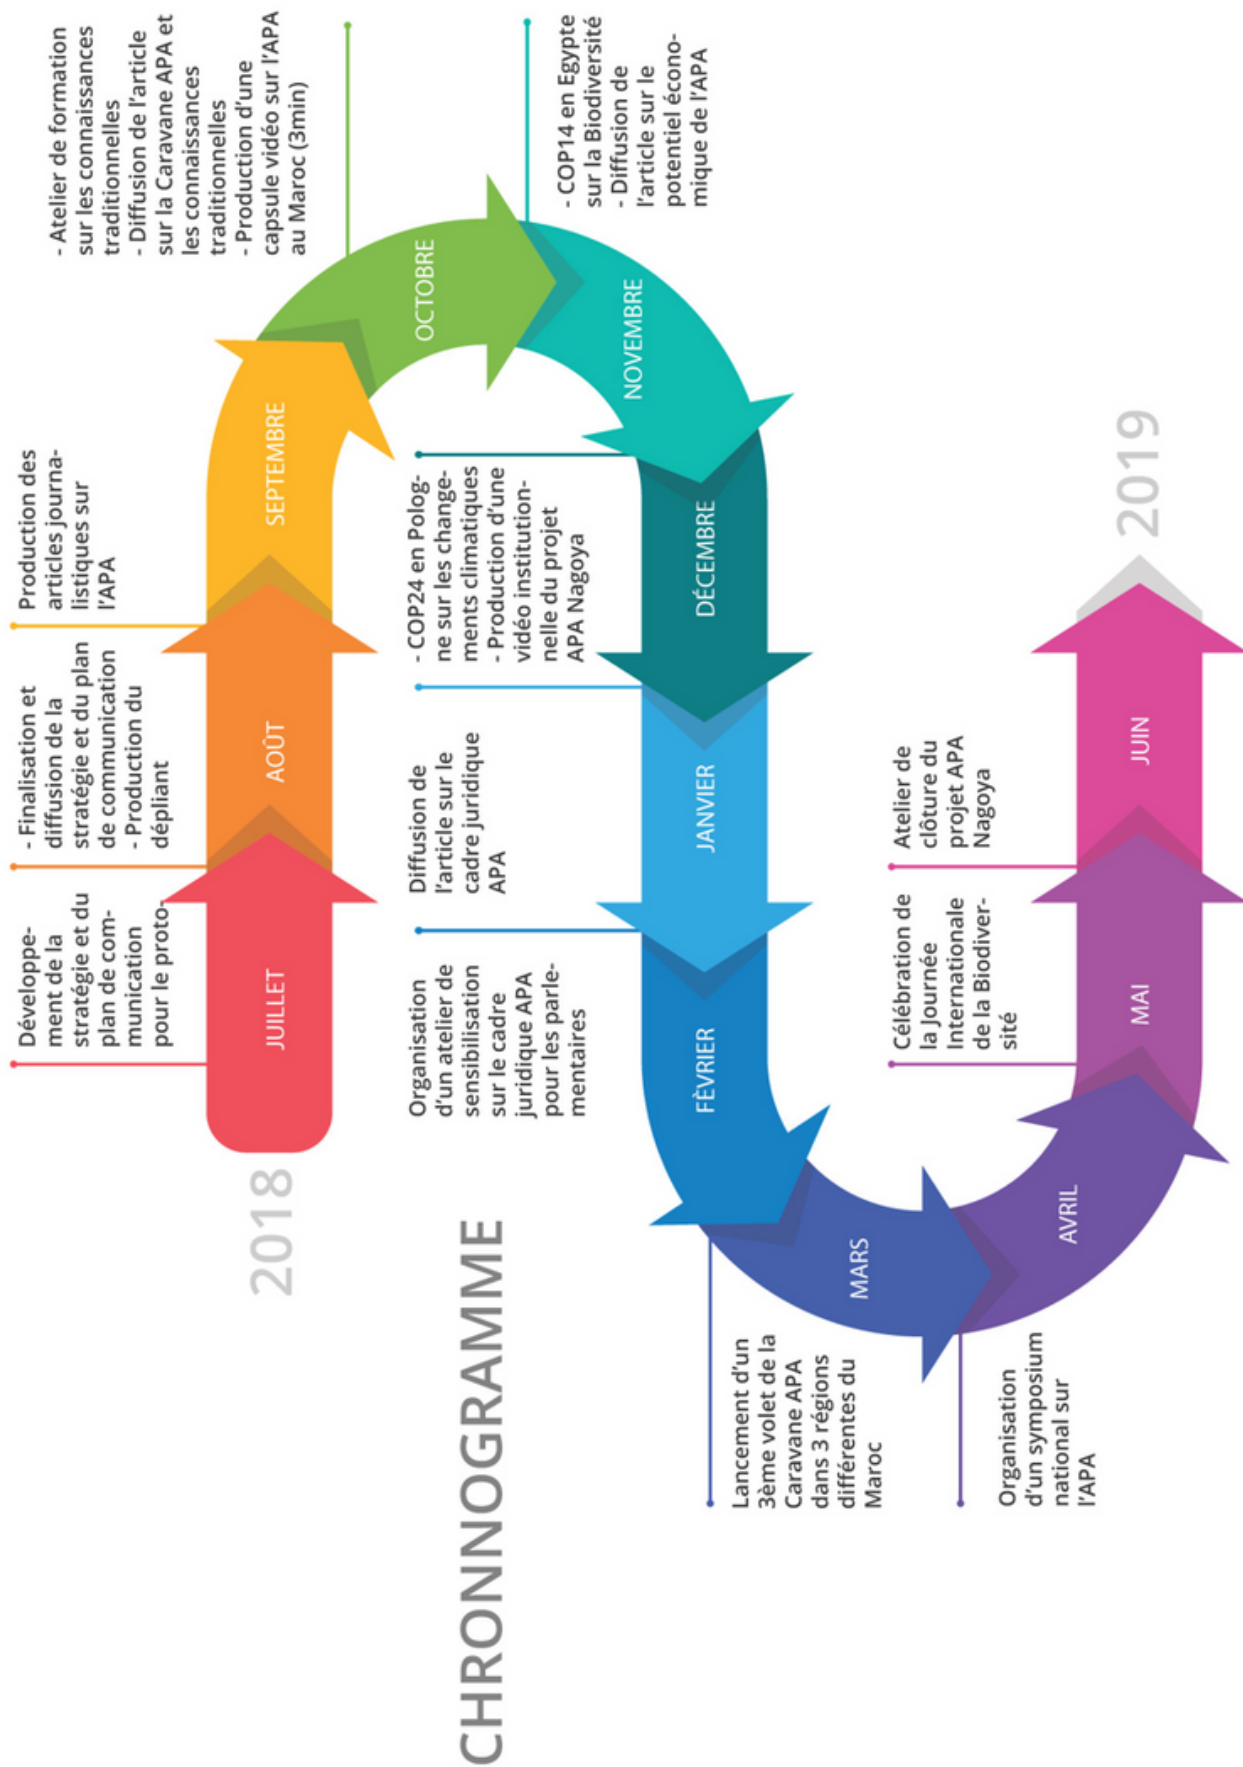 CHRONNOGRAMME
2018
JUILLET
Développe-
ment de la
stratégie et du
plan de com-
munication
pour le proto-
AOÛT
- Finalisation et
diffusion de la
stratégie et du plan
de communication
- Production du
dépliant
SEPTEMBRE
Production des
articles journa-
listiques sur
l'APA
OCTOBRE
- Atelier de formation
sur les connaissances
traditionnelles
- Diffusion de l'article
sur la Caravane APA et
les connaissances
traditionnelles
- Production d'une
capsule vidéo sur l'APA
au Maroc (3min)
NOVEMBRE
- COP14 en Egypte
sur la Biodiversité
- Diffusion de
l'article sur le
potentiel écono-
mique de l'APA
DÉCEMBRE
- COP24 en Polog-
ne sur les change-
ments climatiques
- Production d'une
vidéo institution-
nelle du projet
APA Nagoya
JANVIER
Diffusion de
l'article sur le
cadre juridique
APA
FÈVRIER
Organisation
d'un atelier de
sensibilisation
sur le cadre
juridique APA
pour les parle-
mentaires
MARS
Lancement d'un
3ème volet de la
Caravane APA
dans 3 régions
différentes du
Maroc
AVRIL
Organisation
d'un symposium
national sur
l'APA
MAI
Célébration de
la Journée
Internationale
de la Biodiver-
sité
JUIN
Atelier de
clôture du
projet APA
Nagoya
2019